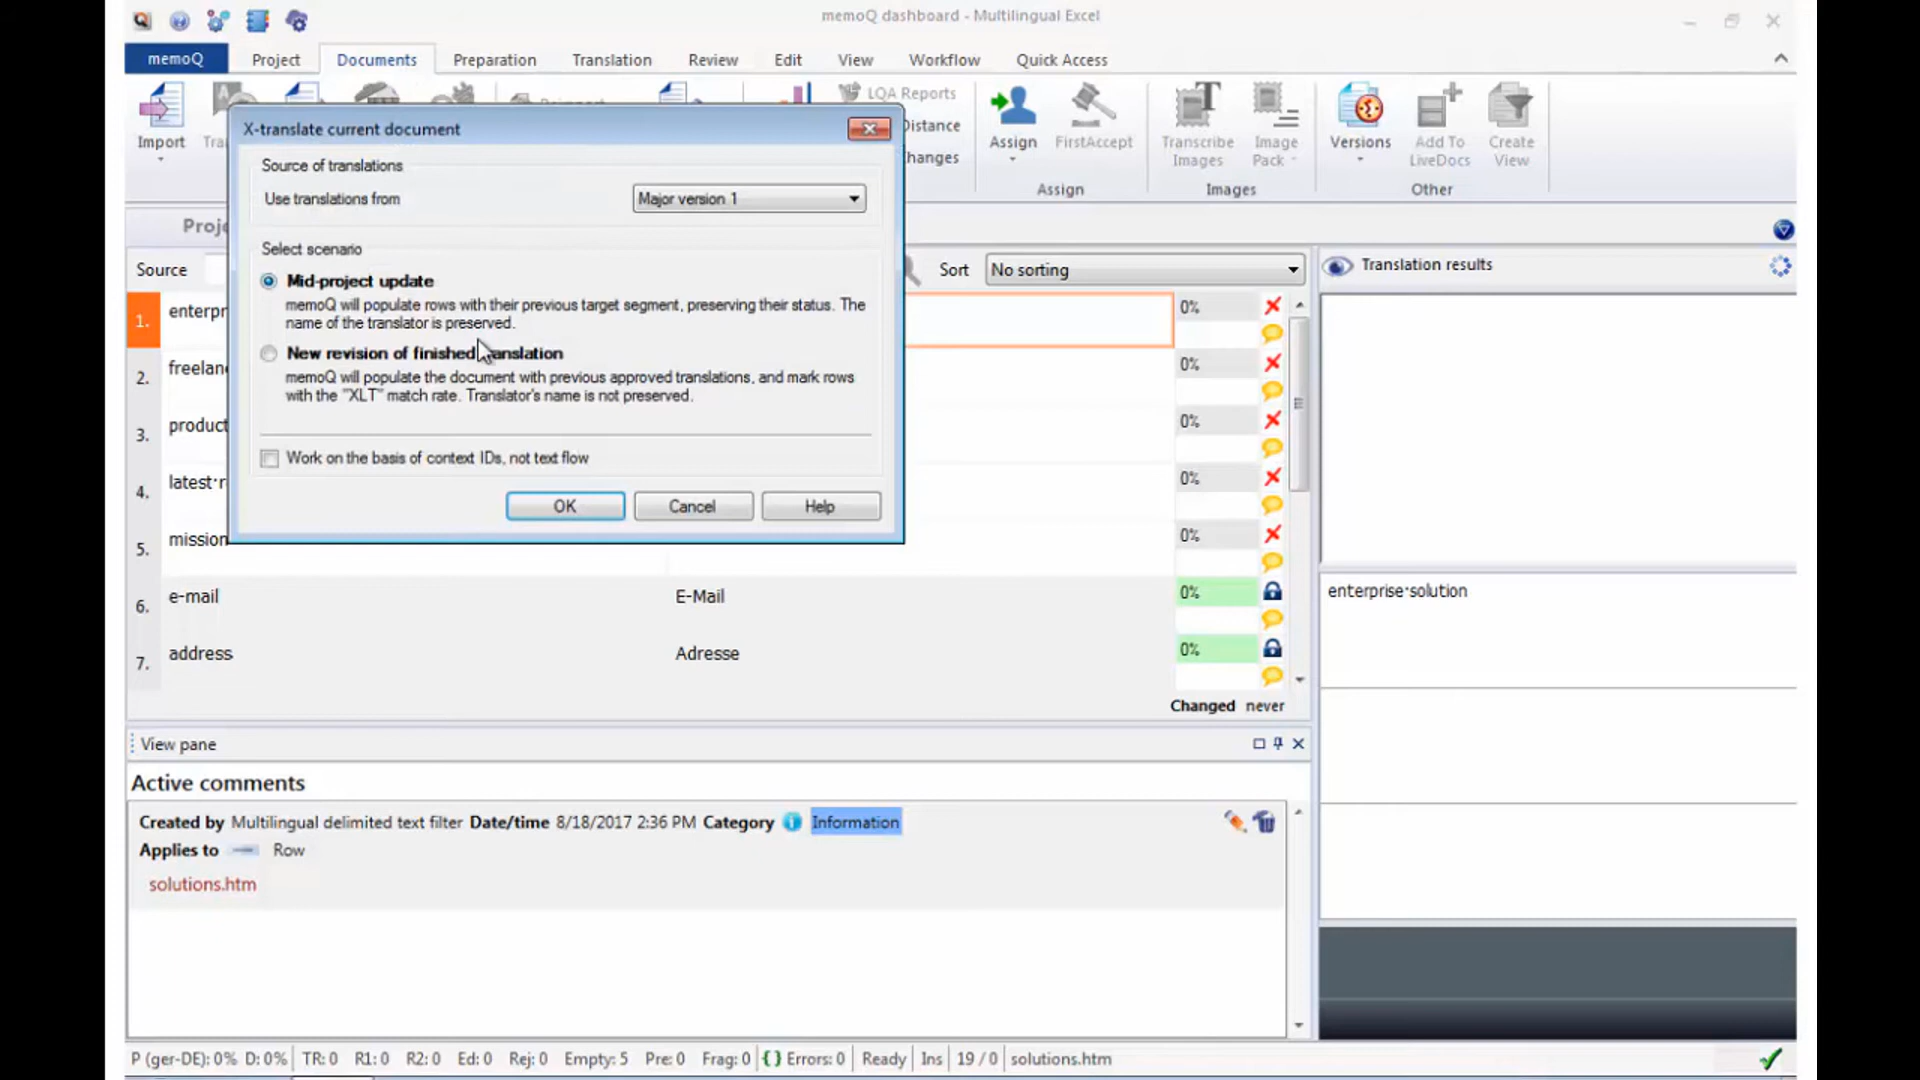 memoQ dashboard - Multilingual Excel
memoQ Project Documents Preparation Translation Review Edit View Workflow Quick Access
LQA Reports
Distance
Import
Assign FirstAccept
Transcribe Images
Image Pack
Versions
Add To LiveDocs
Create View
Assign Images Other
X-translate current document
Source of translations
Use translations from Major version 1
Select scenario
Mid-project update
memoQ will populate rows with their previous target segment, preserving their status. The
name of the translator is preserved.
New revision of finished
memoQ will populate the document with previous approved translations, and mark rows
with the "XLT" match rate. Translator's name is not preserved.
Work on the basis of context IDs, not text flow
OK Cancel Help
Source Sort No sorting
Translation results
1. enterpr 0%
2. freelan 0%
3. product 0%
4. latest·r 0%
5. mission 0%
6. e-mail E-Mail 0%
7. address Adresse 0%
enterprise·solution
Changed never
View pane
Active comments
Created by Multilingual delimited text filter Date/time 8/18/2017 2:36 PM Category Information
Applies to Row
solutions.htm
P (ger-DE): 0% D: 0% TR: 0 R1: 0 R2: 0 Ed: 0 Rej: 0 Empty: 5 Pre: 0 Frag: 0 {} Errors: 0 Ready Ins 19 / 0 solutions.htm